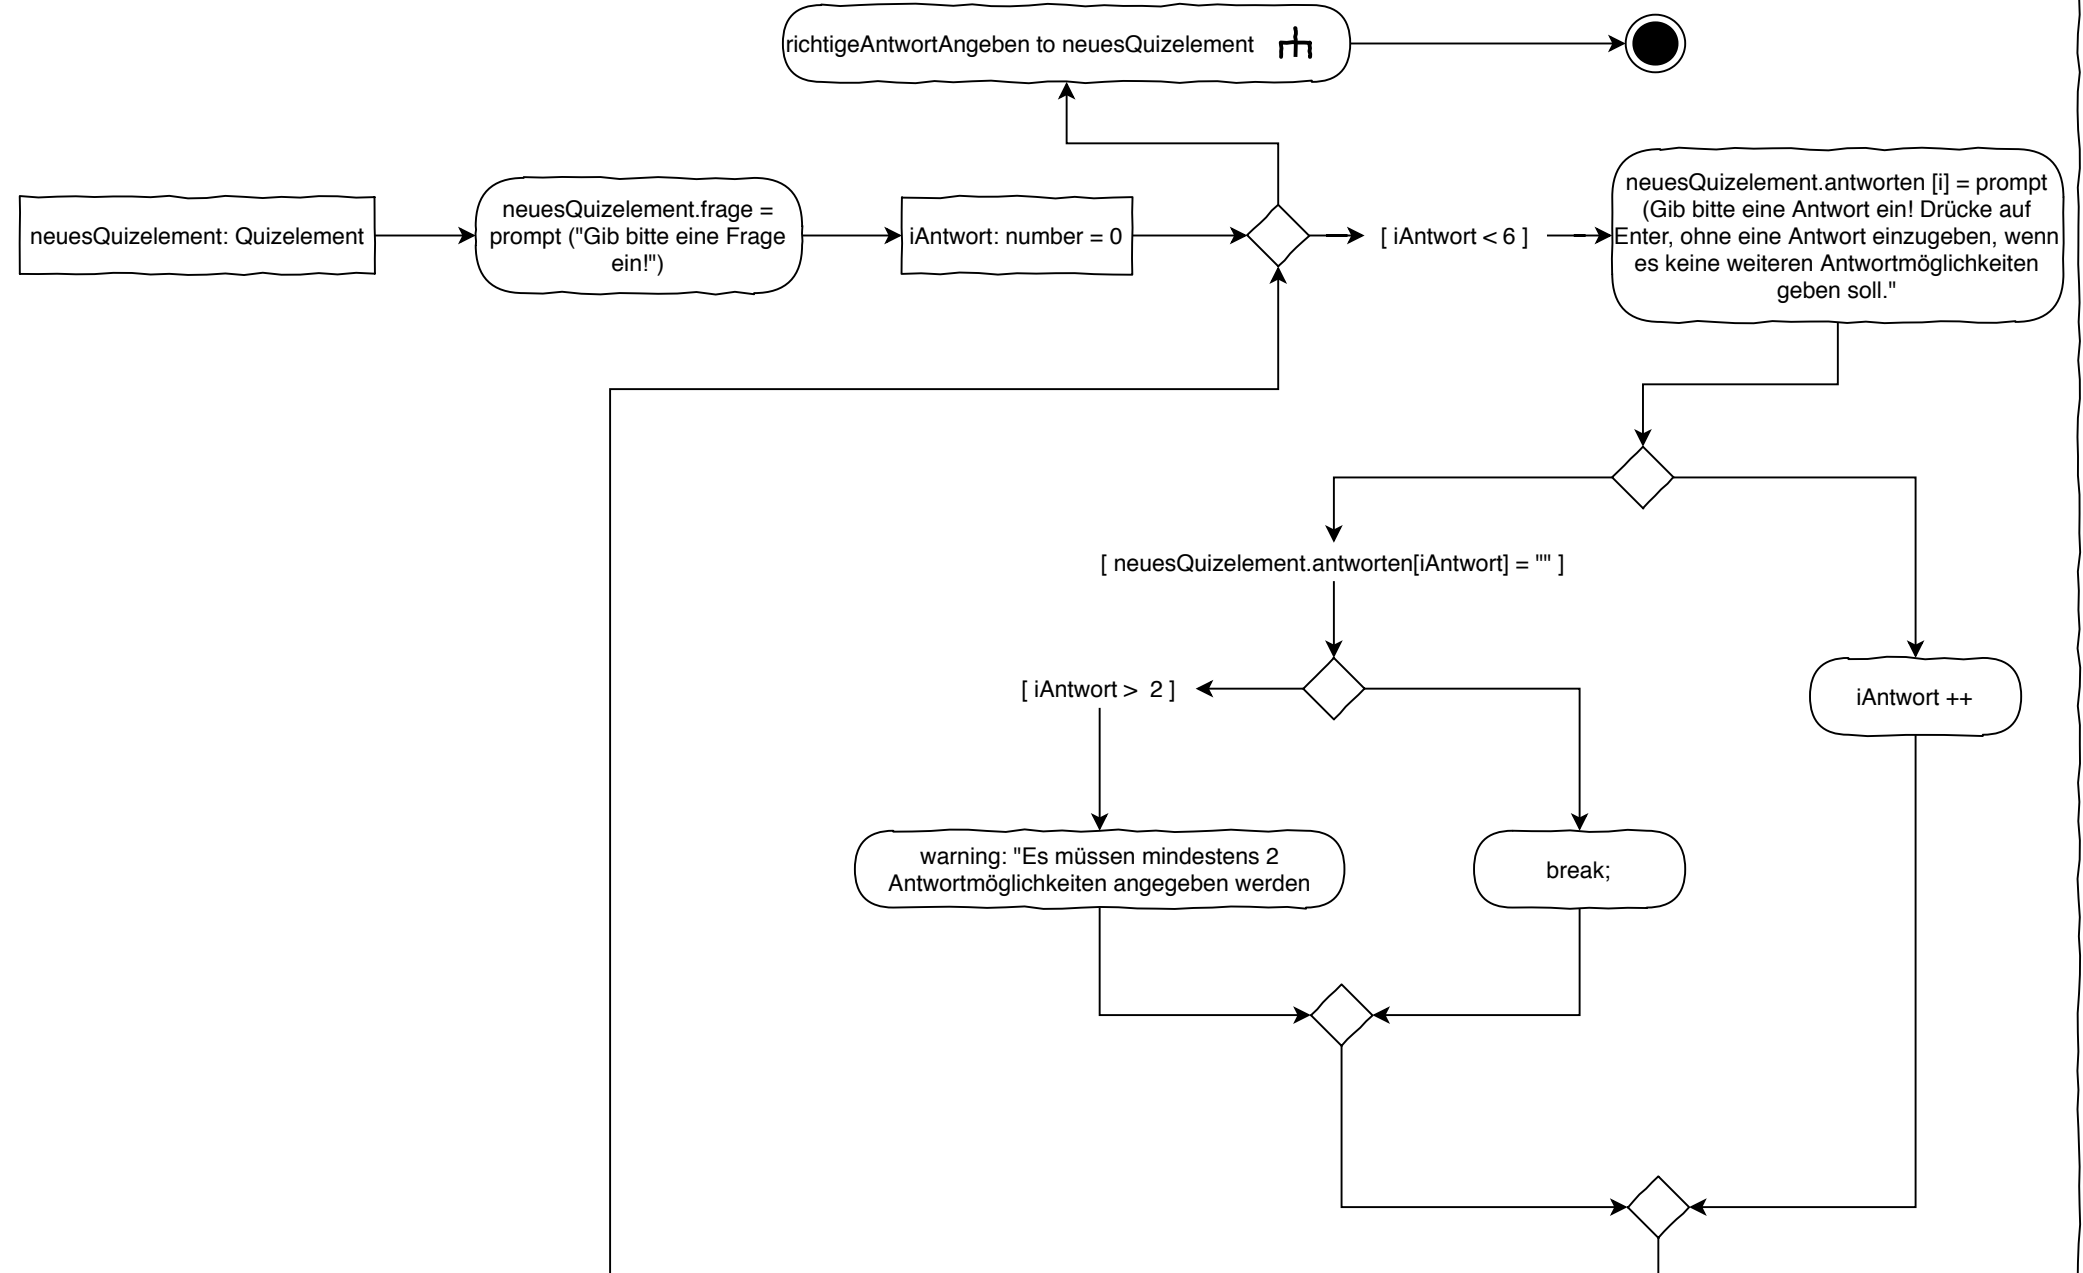 richtigeAntwortAngeben to neuesQuizelement
neuesQuizelement: Quizelement
neuesQuizelement.frage =
prompt ("Gib bitte eine Frage
ein!")
iAntwort: number = 0
[ iAntwort < 6 ]
neuesQuizelement.antworten [i] = prompt
(Gib bitte eine Antwort ein! Drücke auf
Enter, ohne eine Antwort einzugeben, wenn
es keine weiteren Antwortmöglichkeiten
geben soll."
[ neuesQuizelement.antworten[iAntwort] = "" ]
[ iAntwort >  2 ]
iAntwort ++
warning: "Es müssen mindestens 2
Antwortmöglichkeiten angegeben werden
break;